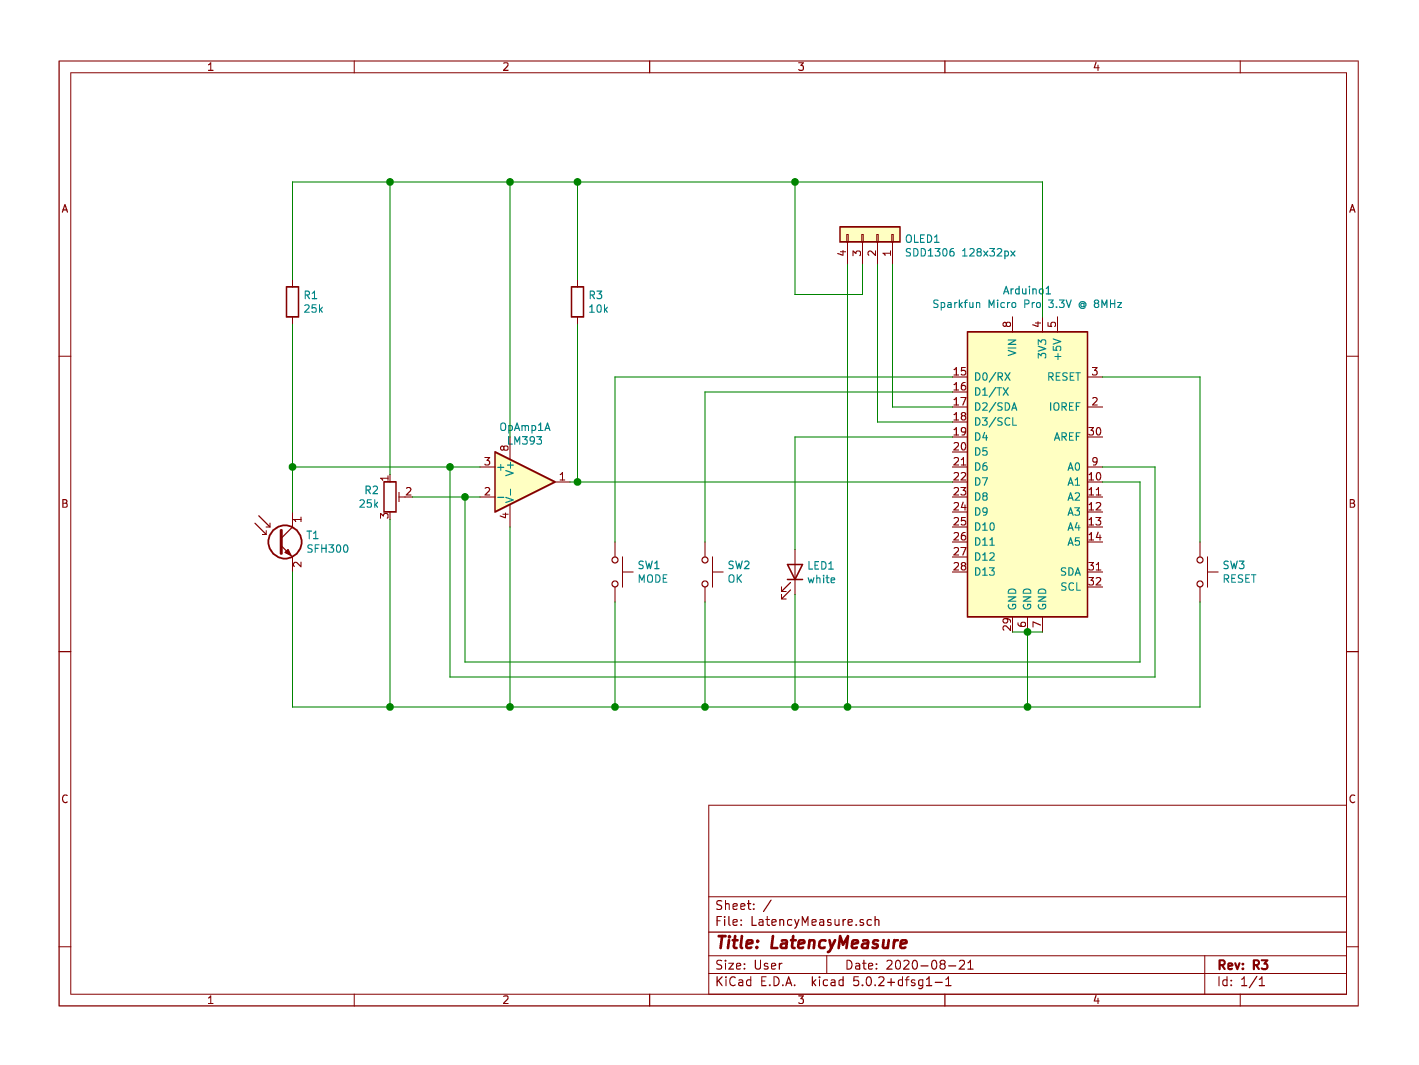 1 2 3 4
A A
B B
C C
1 2 3 4
R1
25k
R3
10k
R2
25k
1
2
3
T1
SFH300
1
2
OpAmp1A
LM393
8
3 + V+
1
2 - V-
4
OLED1
SDD1306 128x32px
4 3 2 1
Arduino1
Sparkfun Micro Pro 3.3V @ 8MHz
8 4 5
VIN 3V3 +5V
15 D0/RX RESET 3
16 D1/TX
17 D2/SDA IOREF 2
18 D3/SCL
19 D4 AREF 30
20 D5
21 D6 A0 9
22 D7 A1 10
23 D8 A2 11
24 D9 A3 12
25 D10 A4 13
26 D11 A5 14
27 D12
28 D13 SDA 31
SCL 32
GND GND GND
29 6 7
SW1
MODE
SW2
OK
LED1
white
SW3
RESET
Sheet: /
File: LatencyMeasure.sch
Title: LatencyMeasure
Size: User Date: 2020-08-21 Rev: R3
KiCad E.D.A. kicad 5.0.2+dfsg1-1 Id: 1/1